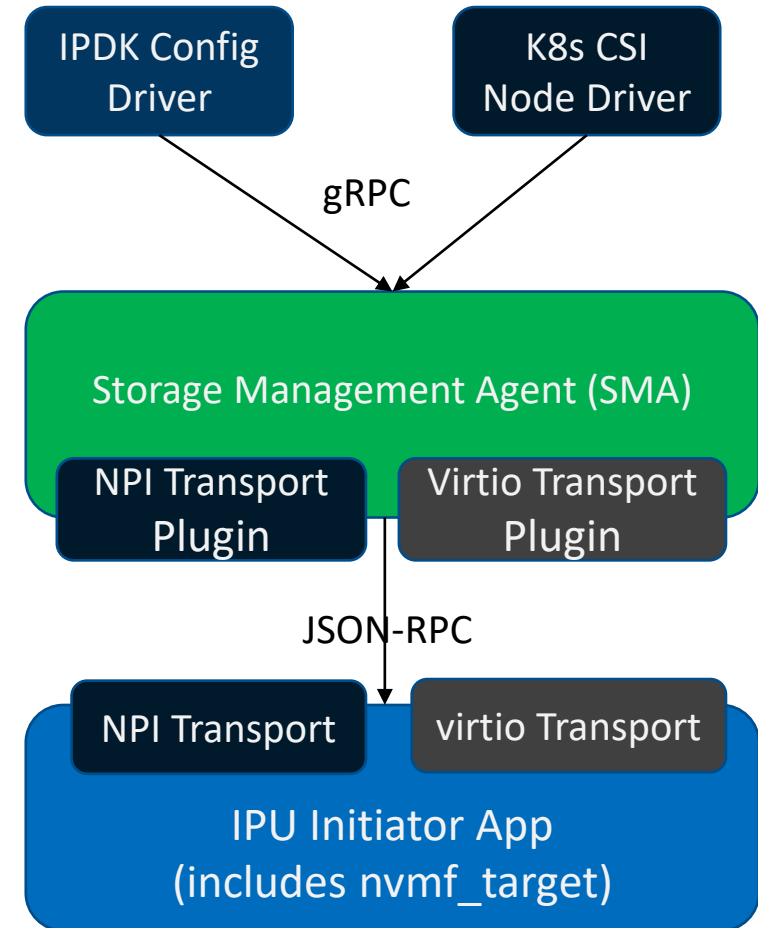 IPDK Config
Driver
K8s CSI
Node Driver
gRPC
Storage Management Agent (SMA)
NPI Transport
Plugin
Virtio Transport
Plugin
JSON-RPC
NPI Transport
virtio Transport
IPU Initiator App
(includes nvmf_target)